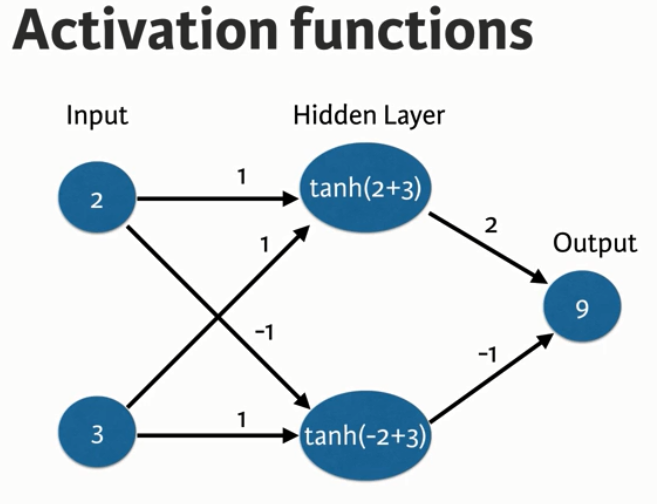 Activation functions
Input
Hidden Layer
2
1
tanh(2+3)
1
2
Output
9
-1
-1
3
1
tanh(-2+3)